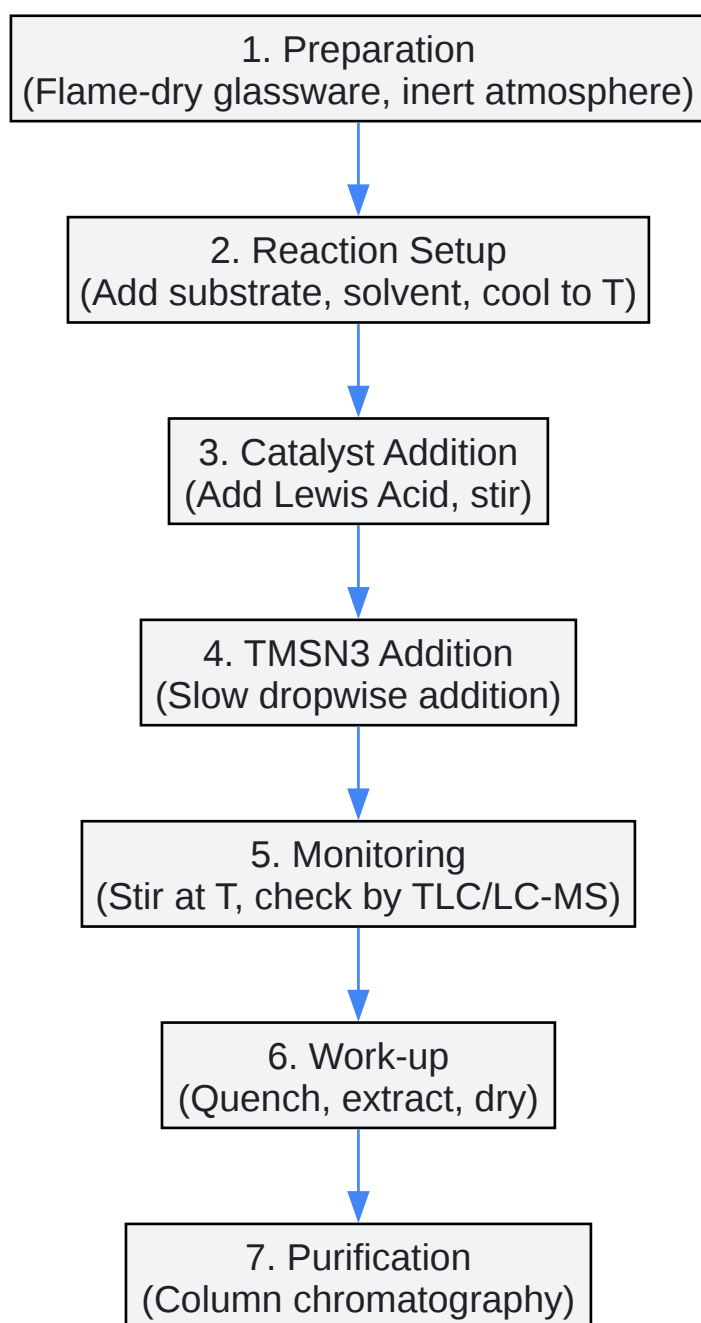 1. Preparation
(Flame-dry glassware, inert atmosphere)
2. Reaction Setup
(Add substrate, solvent, cool to T)
3. Catalyst Addition
(Add Lewis Acid, stir)
4. TMSN3 Addition
(Slow dropwise addition)
5. Monitoring
(Stir at T, check by TLC/LC-MS)
6. Work-up
(Quench, extract, dry)
7. Purification
(Column chromatography)